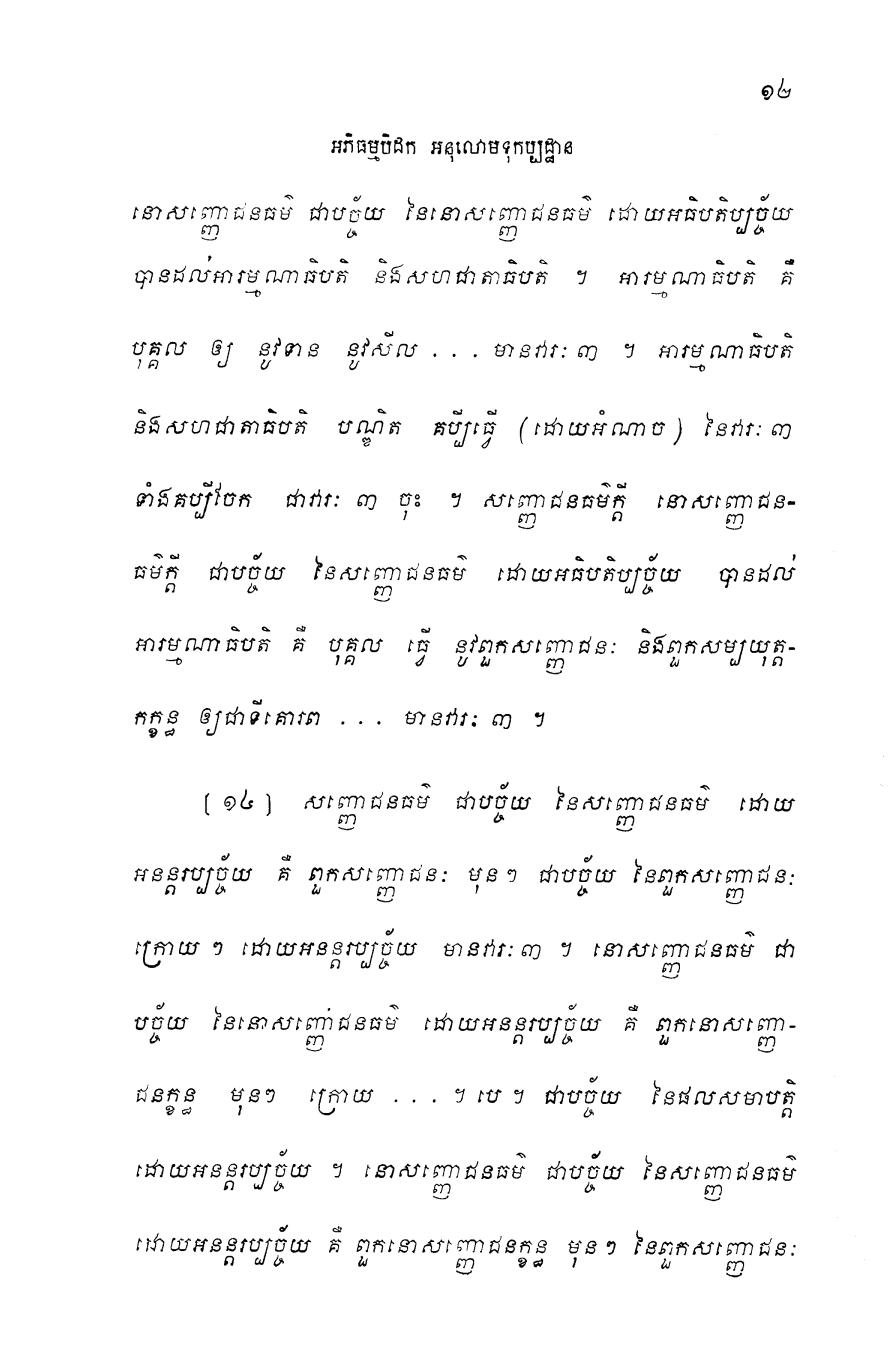 ១២
អភិធម្មបិដក អនុលោមទុកប្បដ្ឋាន
នោសញ្ញោជនធម៌ ជាបច្ច័យ នៃនោសញ្ញោជនធម៌ ដោយអធិបតិប្បច្ច័យ
បានដល់អារម្មណាធិបតិ និងសហជាតាធិបតិ ។ អារម្មណាធិបតិ គឺ
បុគ្គល ឲ្យ នូវទាន នូវសីល ... មានវារៈ ៣ ។ អារម្មណាធិបតិ
និងសហជាតាធិបតិ បណ្ឌិត គប្បីធ្វើ (ដោយអំណាច) នៃវារៈ ៣
ទាំងគប្បីចែក ជាវារៈ ៣ ចុះ ។ សញ្ញោជនធម៌ក្តី នោសញ្ញោជន-
ធម៌ក្តី ជាបច្ច័យ នៃសញ្ញោជនធម៌ ដោយអធិបតិប្បច្ច័យ បានដល់
អារម្មណាធិបតិ គឺ បុគ្គល ធ្វើ នូវពួកសញ្ញោជនៈ និងពួកសម្បយុត្ត-
កក្ខន្ធ ឲ្យជាទីគោរព ... មានវារៈ ៣ ។
[១៤] សញ្ញោជនធម៌ ជាបច្ច័យ នៃសញ្ញោជនធម៌ ដោយ
អនន្តរប្បច្ច័យ គឺ ពួកសញ្ញោជនៈ មុនៗ ជាបច្ច័យ នៃពួកសញ្ញោជនៈ
ក្រោយ ៗ ដោយអនន្តរប្បច្ច័យ មានវារៈ ៣ ។ នោសញ្ញោជនធម៌ ជា
បច្ច័យ នៃនោសញ្ញោជនធម៌ ដោយអនន្តរប្បច្ច័យ គឺ ពួកនោសញ្ញោ-
ជនក្ខន្ធ មុនៗ ក្រោយ ... ។ បេ ។ ជាបច្ច័យ នៃផលសមាបត្តិ
ដោយអនន្តរប្បច្ច័យ ។ នោសញ្ញោជនធម៌ ជាបច្ច័យ នៃសញ្ញោជនធម៌
ដោយអនន្តរប្បច្ច័យ គឺ ពួកនោសញ្ញោជនក្ខន្ធ មុនៗ នៃពួកសញ្ញោជនៈ